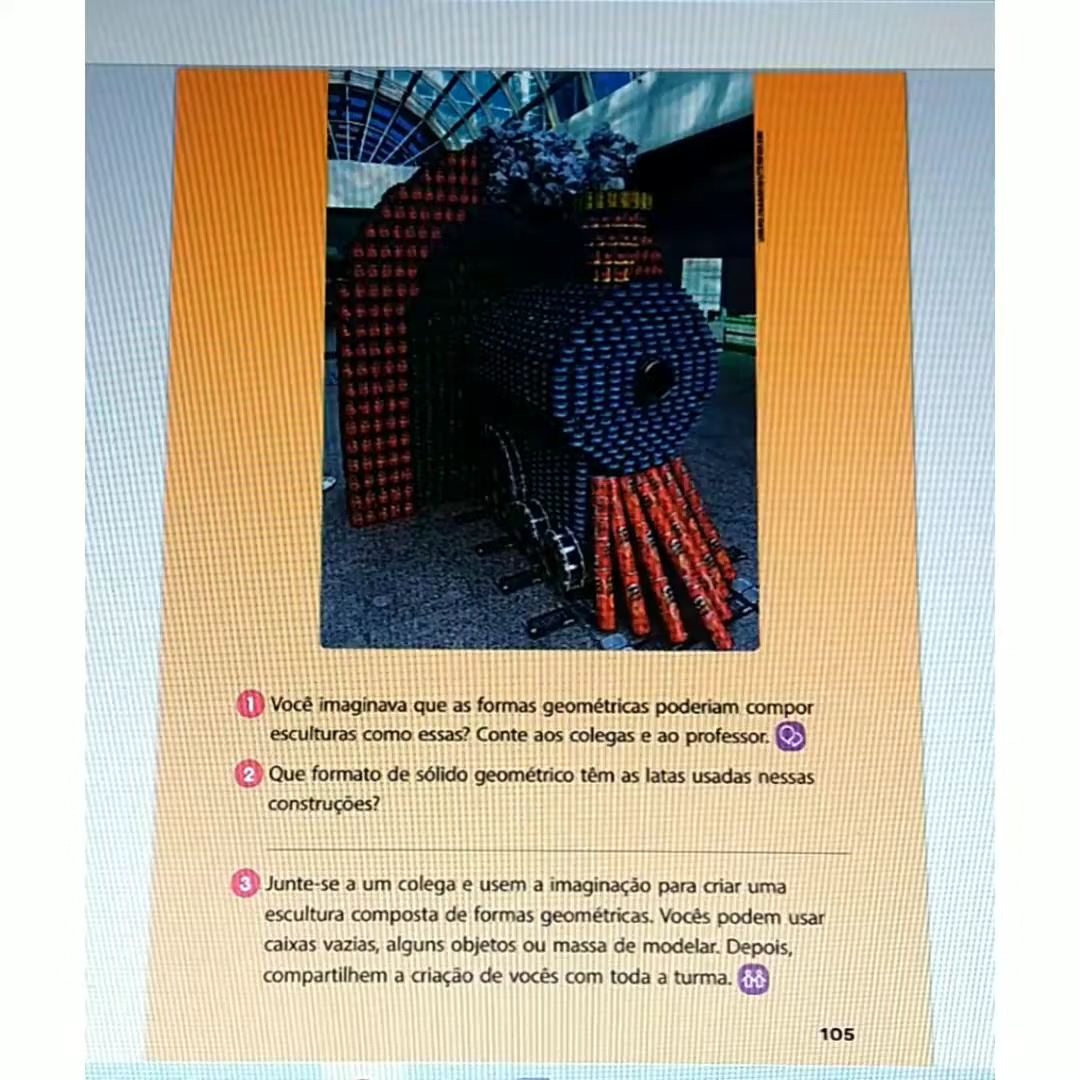 1 Você imaginava que as formas geométricas poderiam compor
esculturas como essas? Conte aos colegas e ao professor.
2 Que formato de sólido geométrico têm as latas usadas nessas
construções?
3 Junte-se a um colega e usem a imaginação para criar uma
escultura composta de formas geométricas. Vocês podem usar
caixas vazias, alguns objetos ou massa de modelar. Depois,
compartilhem a criação de vocês com toda a turma.
105